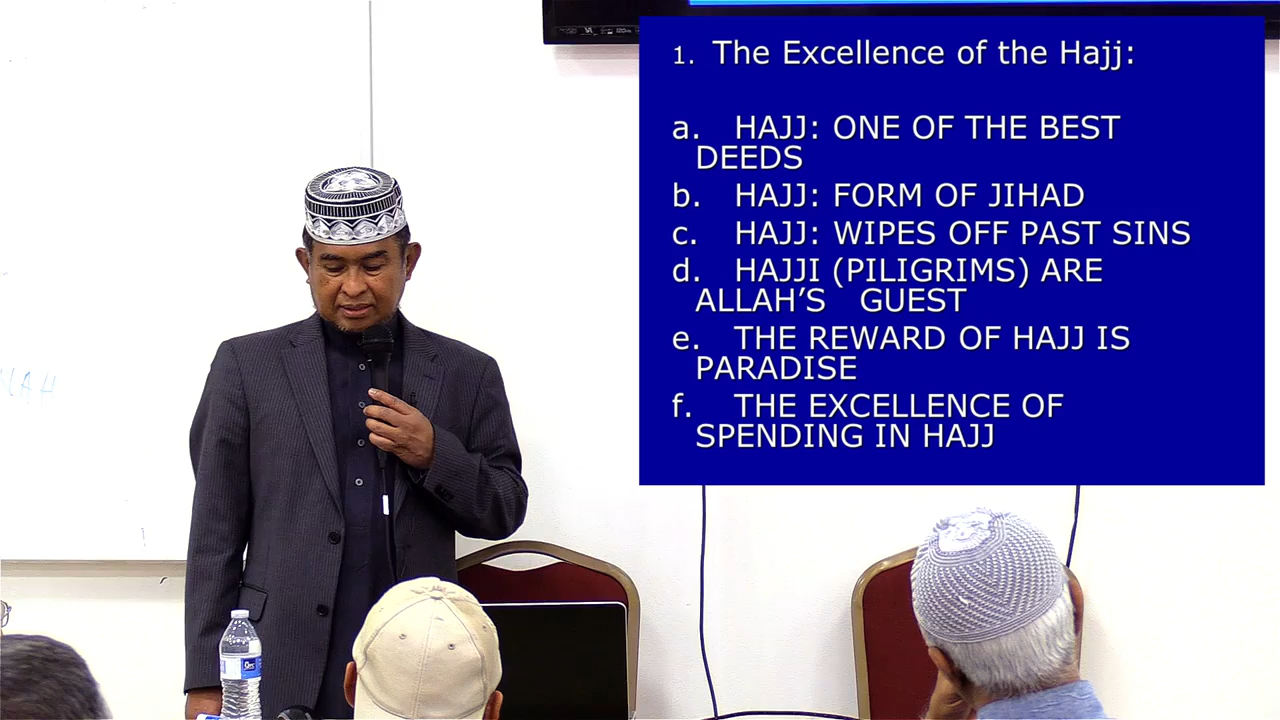 1. The Excellence of the Hajj:
a. HAJJ: ONE OF THE BEST
DEEDS
b. HAJJ: FORM OF JIHAD
c. HAJJ: WIPES OFF PAST SINS
d. HAJJI (PILIGRIMS) ARE
ALLAH’S GUEST
e. THE REWARD OF HAJJ IS
PARADISE
f. THE EXCELLENCE OF
SPENDING IN HAJJ